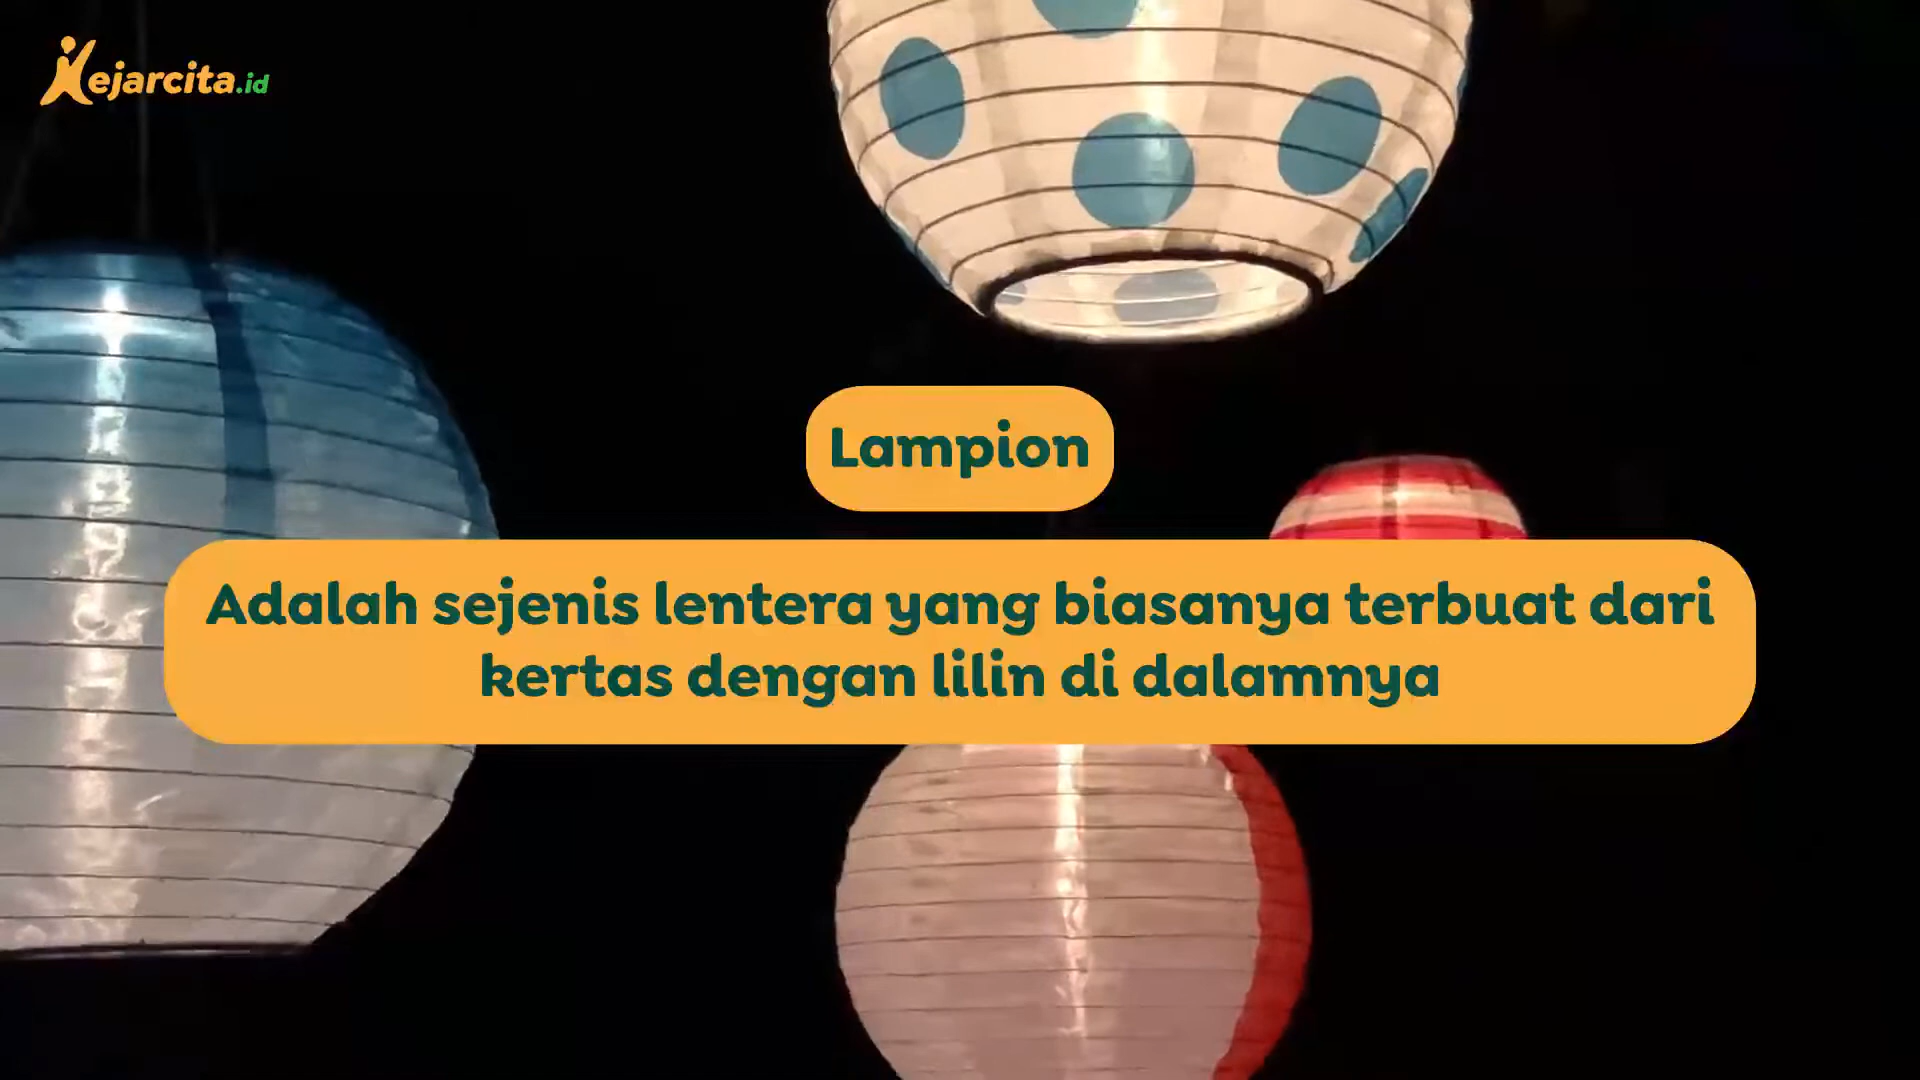 Kejarcita.id
Lampion
Adalah sejenis lentera yang biasanya terbuat dari
kertas dengan lilin di dalamnya